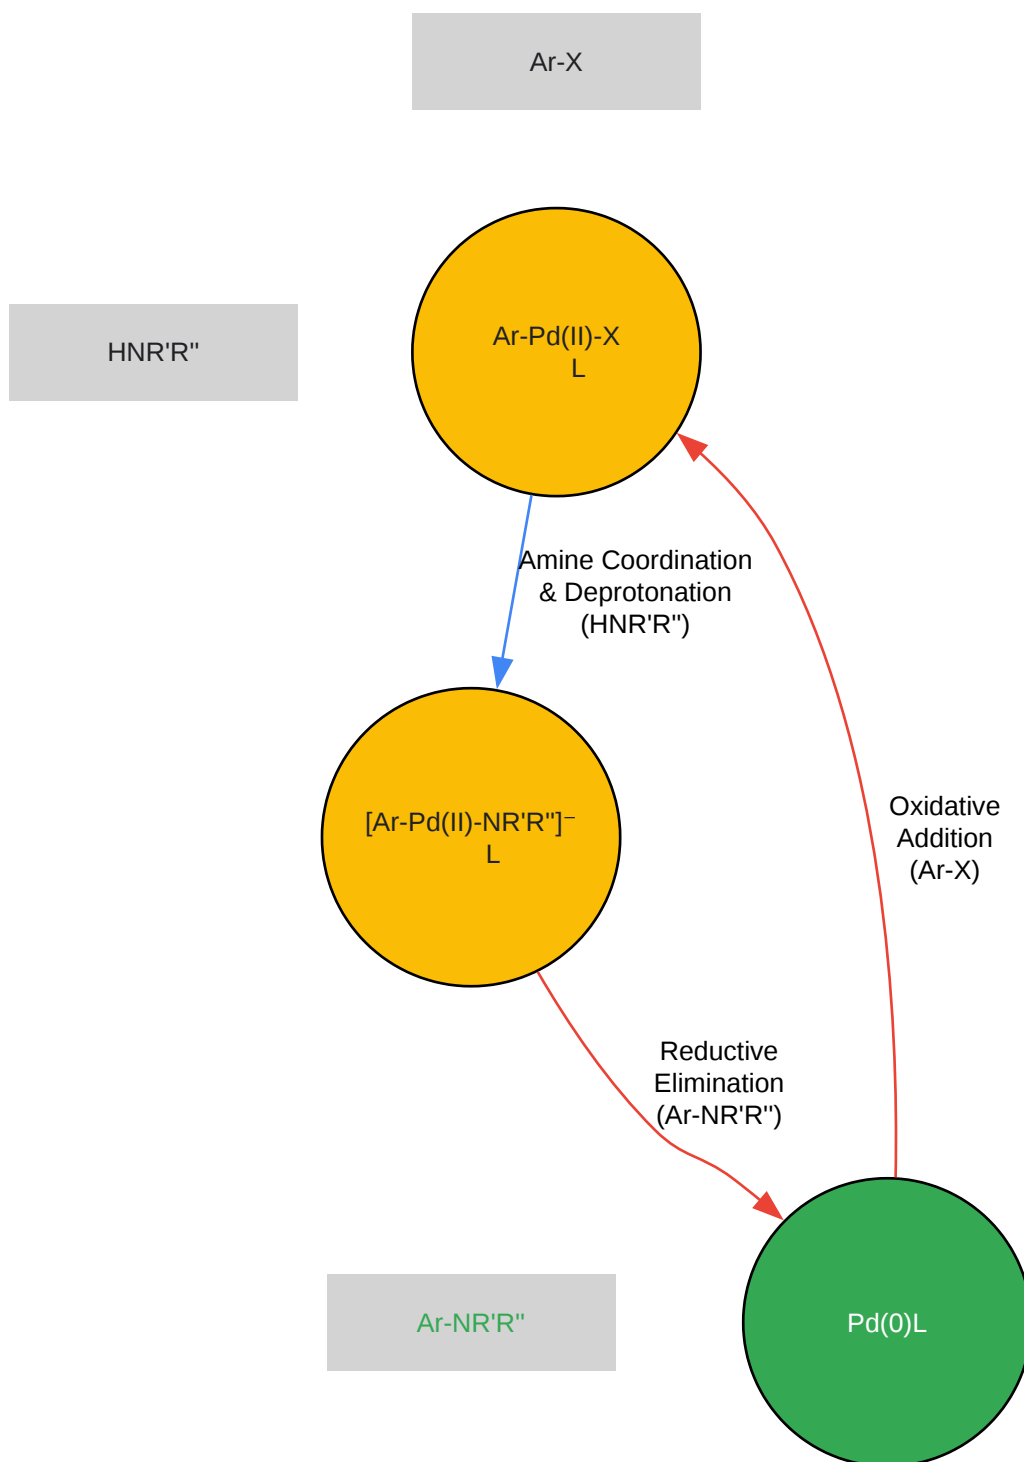 Ar-X
HNR'R"
Ar-Pd(II)-X
L
Amine Coordination
& Deprotonation
(HNR'R")
[Ar-Pd(II)-NR'R"]⁻
L
Oxidative
Addition
(Ar-X)
Reductive
Elimination
(Ar-NR'R")
Ar-NR'R"
Pd(0)L